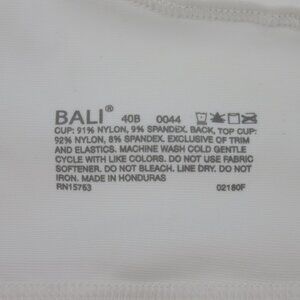 BALI® 40B 0044
CUP: 91% NYLON, 9% SPANDEX. BACK, TOP CUP:
92% NYLON, 8% SPANDEX. EXCLUSIVE OF TRIM
AND ELASTICS. MACHINE WASH COLD GENTLE
CYCLE WITH LIKE COLORS. DO NOT USE FABRIC
SOFTENER. DO NOT BLEACH. LINE DRY. DO NOT
IRON. MADE IN HONDURAS
RN15763 02180F